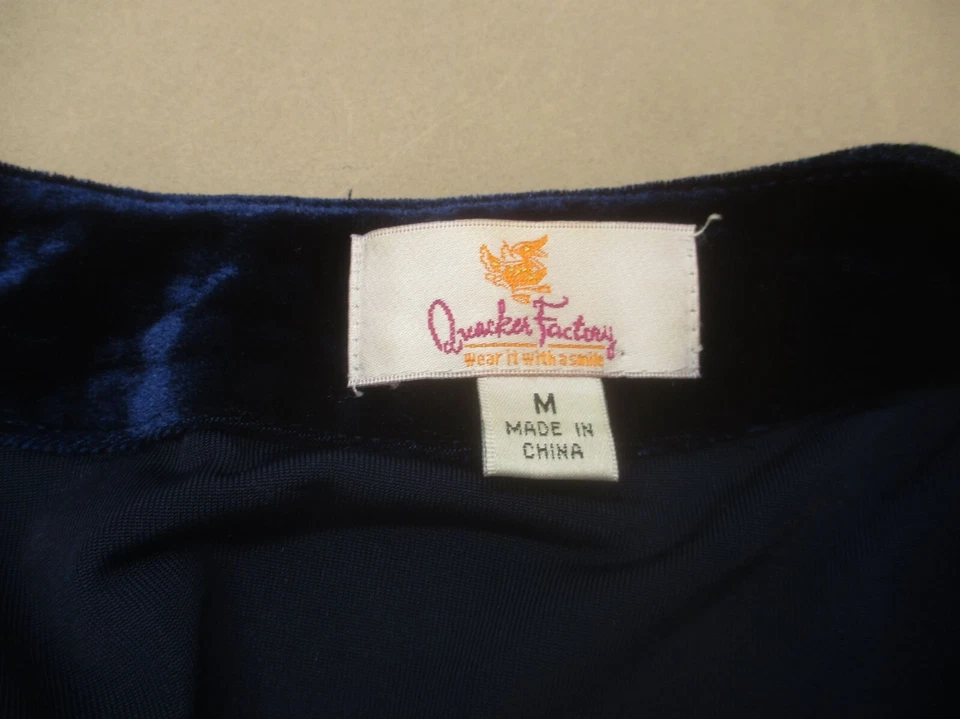 Quacker Factory
wear it with a smile
M
MADE IN
CHINA